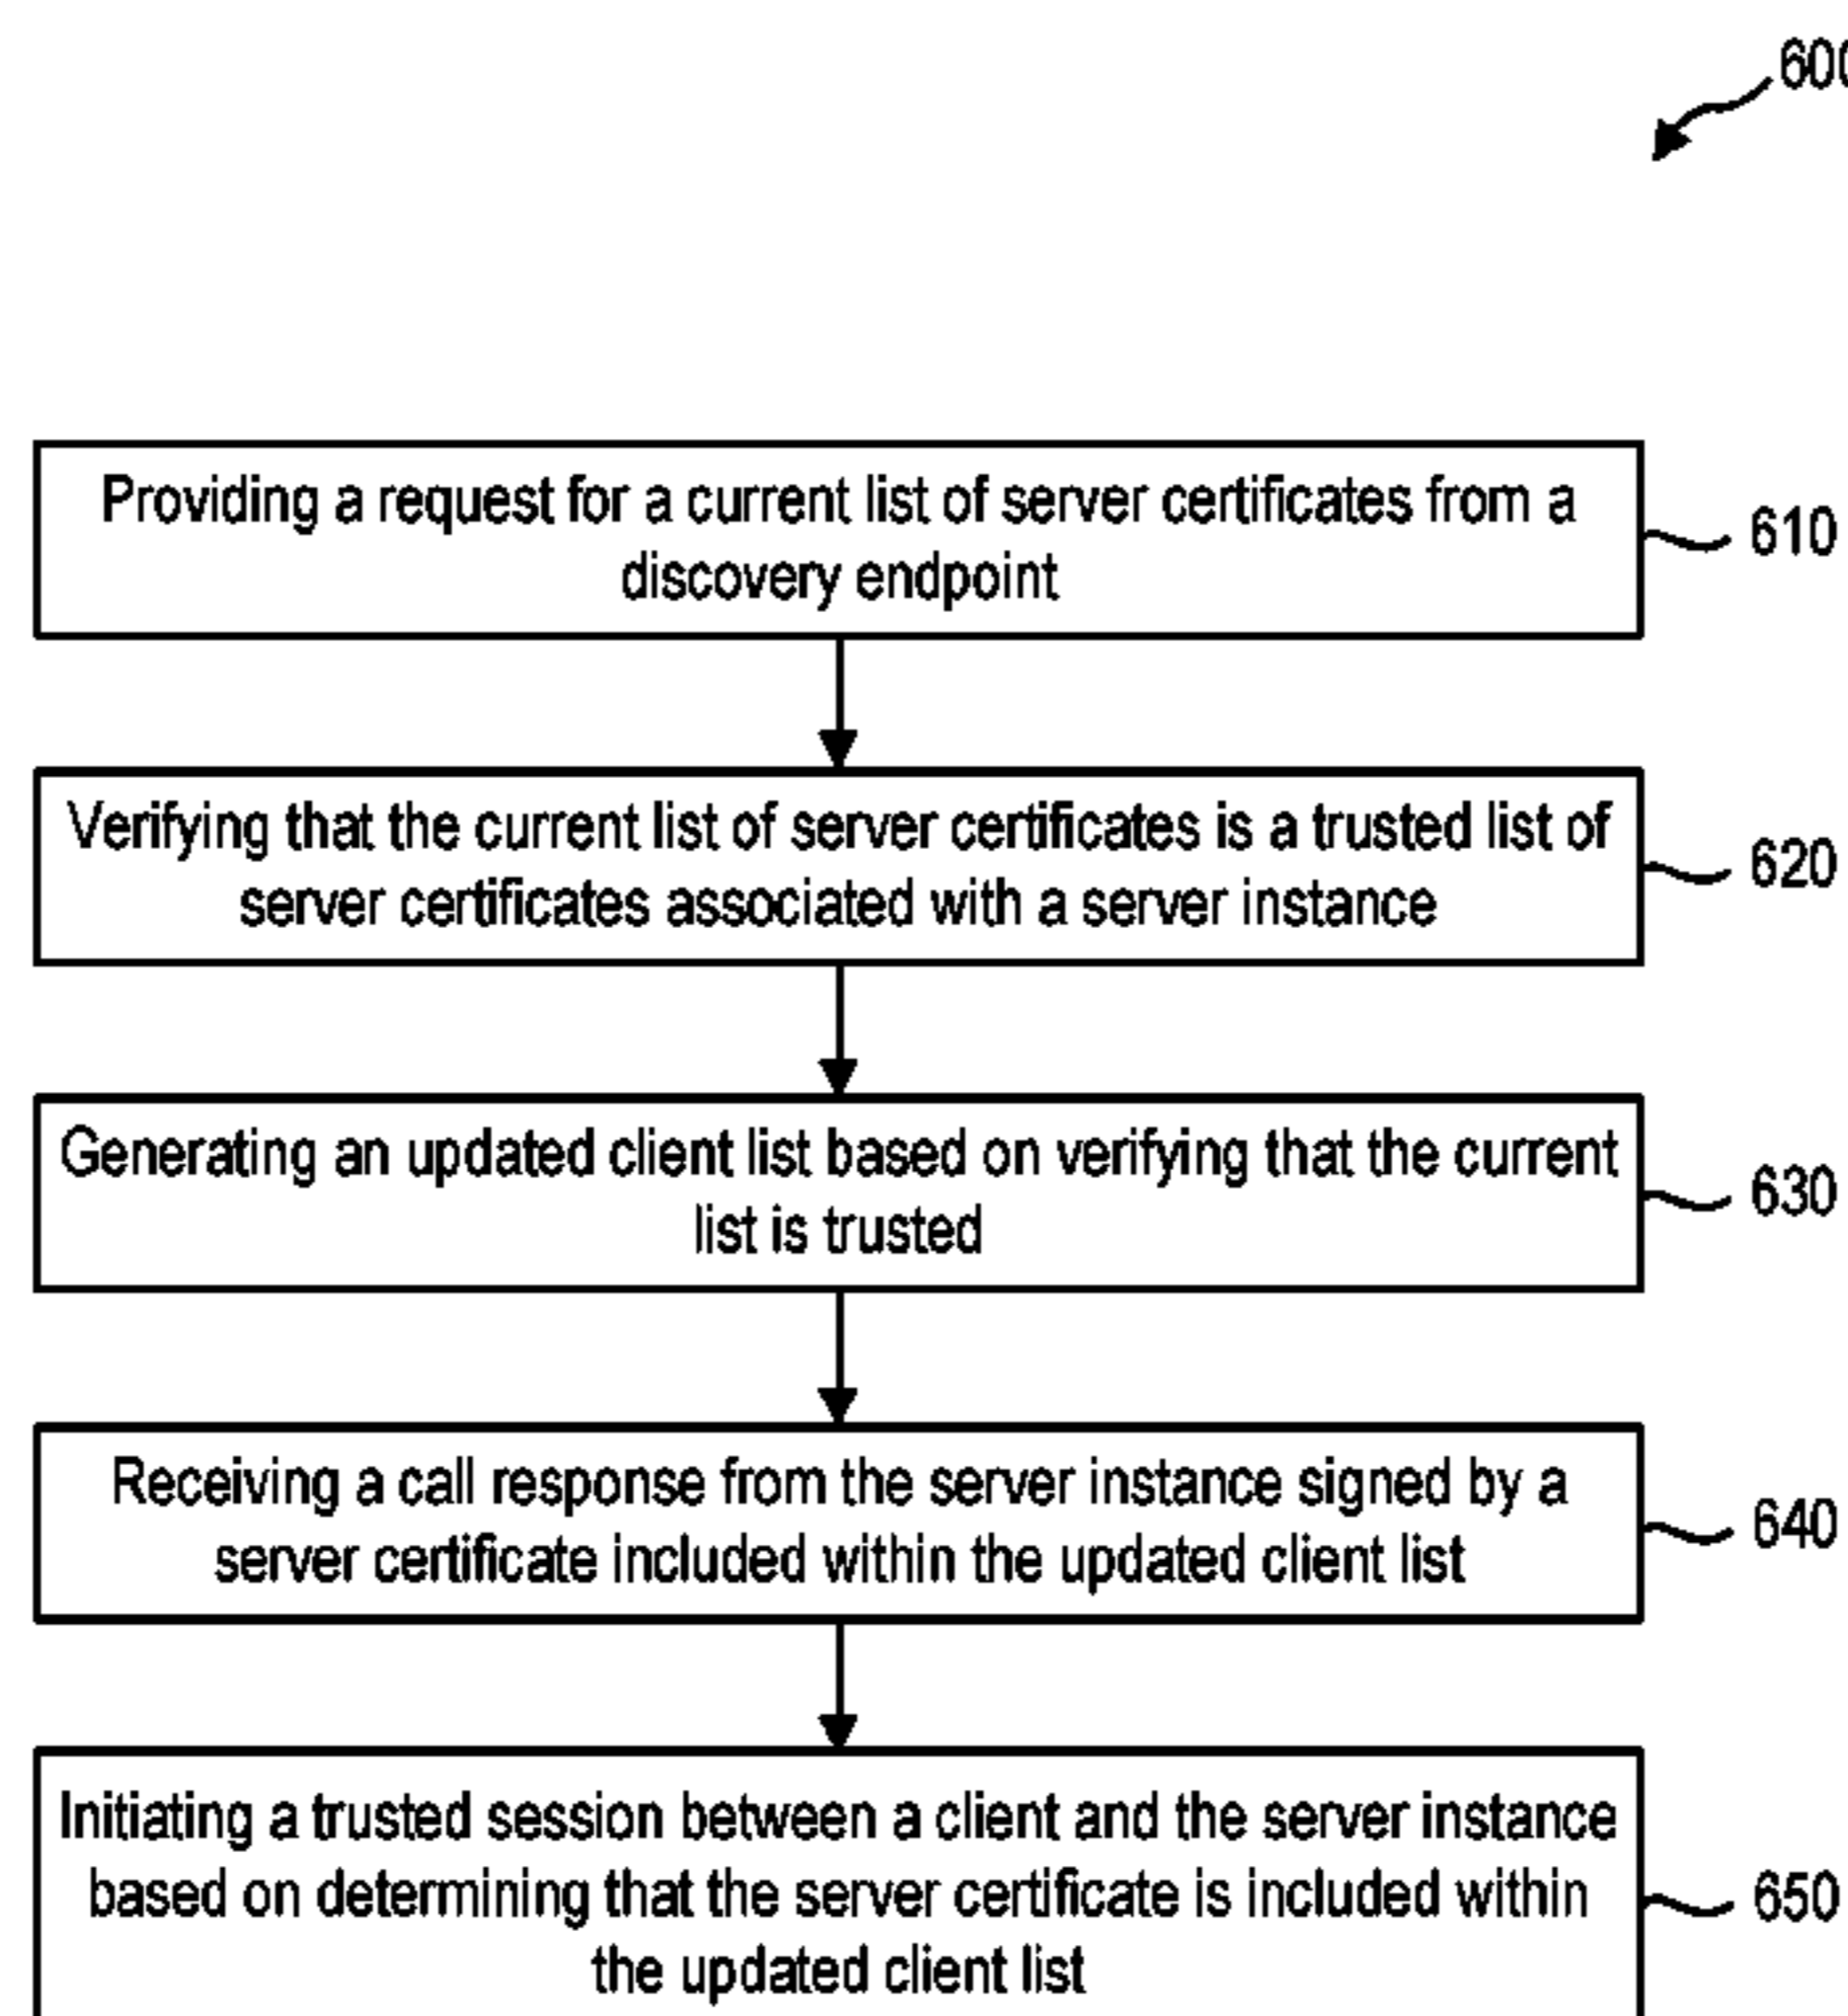 600
Providing a request for a current list of server certificates from a
discovery endpoint
610
Verifying that the current list of server certificates is a trusted list of
server certificates associated with a server instance
620
Generating an updated client list based on verifying that the current
list is trusted
630
Receiving a call response from the server instance signed by a
server certificate included within the updated client list
640
Initiating a trusted session between a client and the server instance
based on determining that the server certificate is included within
the updated client list
650